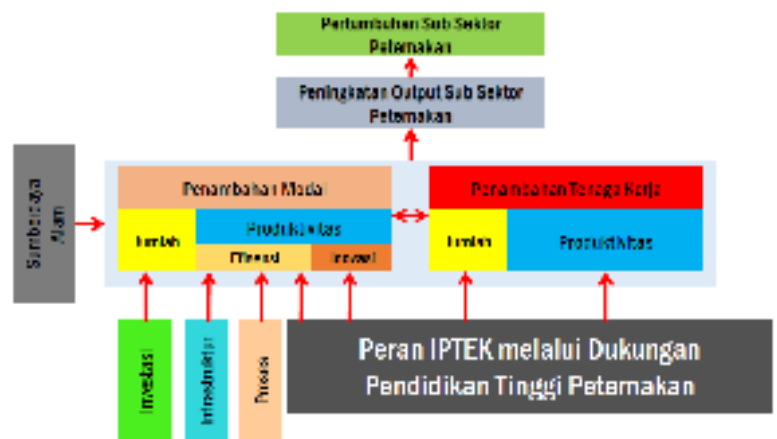 Pertumbuhan Sub Sektor
Peternakan
Peningkatan Output Sub Sektor
Peternakan
Sumberdaya
Alam
Penambahan Modal
Penambahan Tenaga Kerja
Jumlah
Produktivitas
Efisiensi
Inovasi
Jumlah
Produktivitas
Investasi
Infrastruktur
Peran IPTEK melalui Dukungan
Pendidikan Tinggi Peternakan